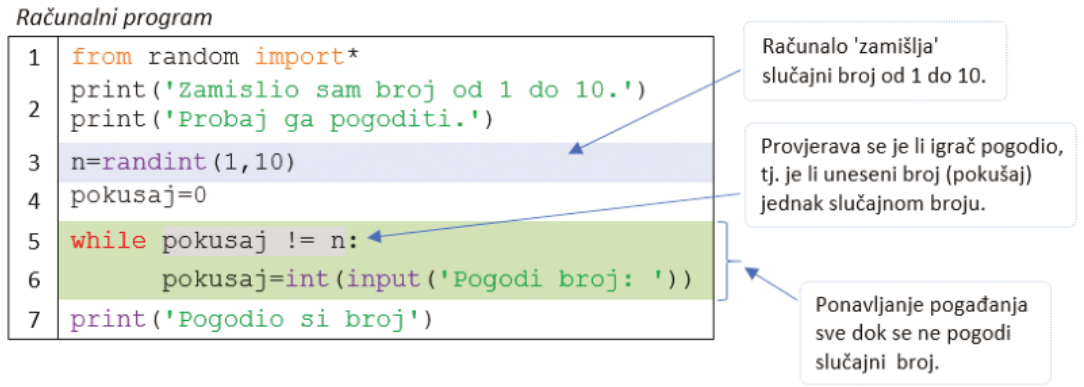 Računalni program
1 from random import*
2 print('Zamislio sam broj od 1 do 10.')
print('Probaj ga pogoditi.')
3 n=randint(1,10)
4 pokusaj=0
5 while pokusaj != n:
6 pokusaj=int(input('Pogodi broj: '))
7 print('Pogodio si broj')
Računalo 'zamišlja'
slučajni broj od 1 do 10.
Provjerava se je li igrač pogodio,
tj. je li uneseni broj (pokušaj)
jednak slučajnom broju.
Ponavljanje pogađanja
sve dok se ne pogodi
slučajni broj.